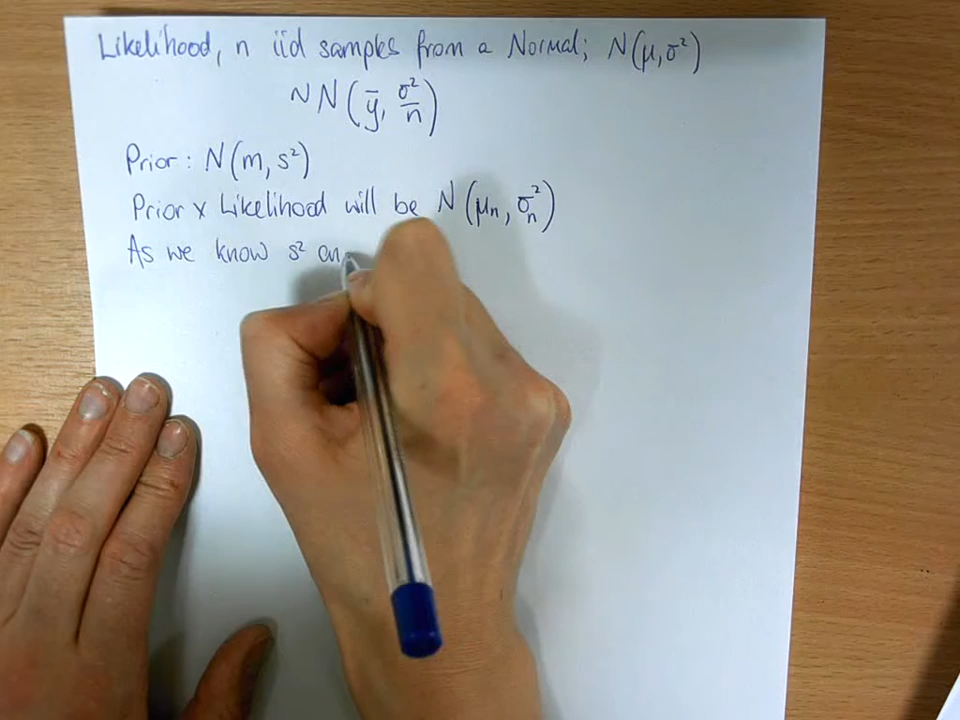 Likelihood, n iid samples from a Normal; N(μ,σ²)
~N(ȳ, σ²/n)
Prior: N(m, s²)
Prior x Likelihood will be N(μₙ, σₙ²)
As we know s² an